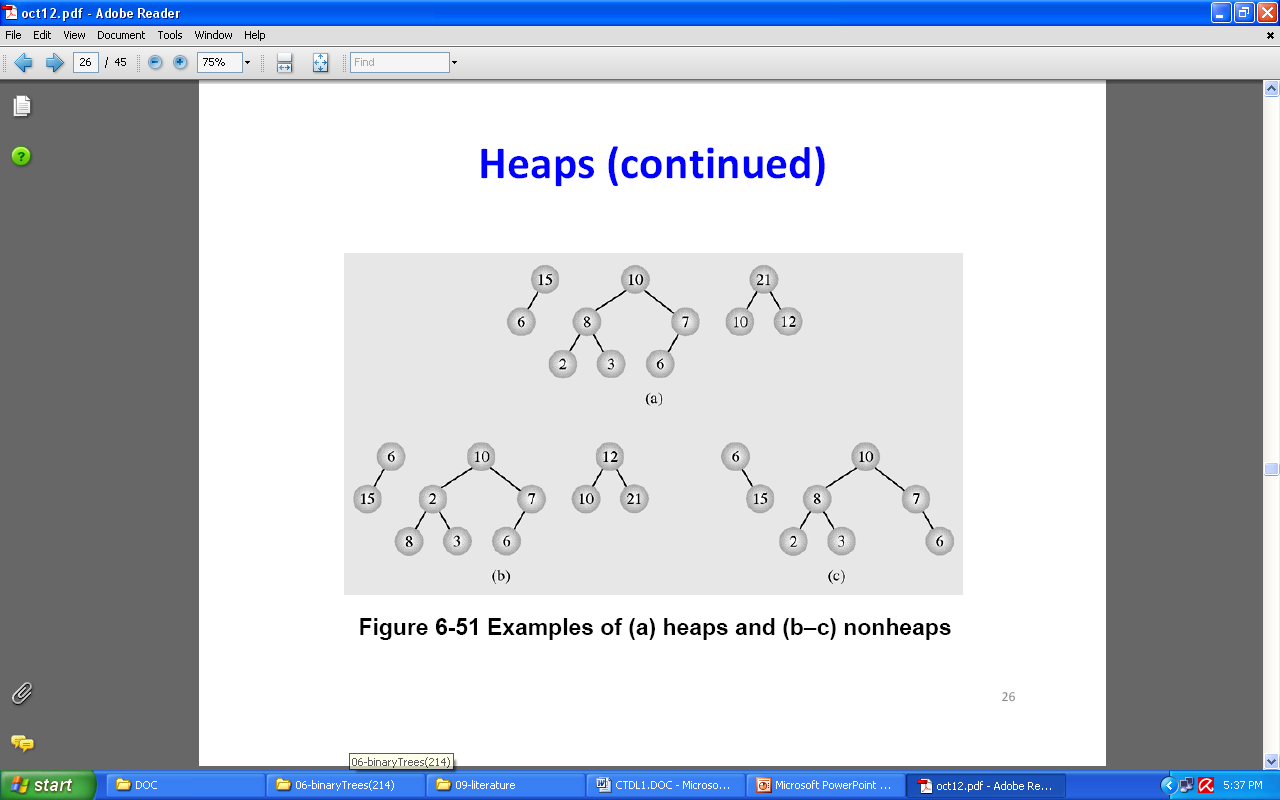 oct12.pdf - Adobe Reader
File Edit View Document Tools Window Help
26 / 45 75% Find
Heaps (continued)
15 10 21
6 8 7 10 12
2 3 6
(a)
6 10 12 6 10
15 2 7 10 21 15 8 7
8 3 6 2 3 6
(b) (c)
Figure 6-51 Examples of (a) heaps and (b–c) nonheaps
26
06-binaryTrees(214)
start DOC 06-binaryTrees(214) 09-literature CTDL1.DOC - Microso... Microsoft PowerPoint ... oct12.pdf - Adobe Re... 5:37 PM